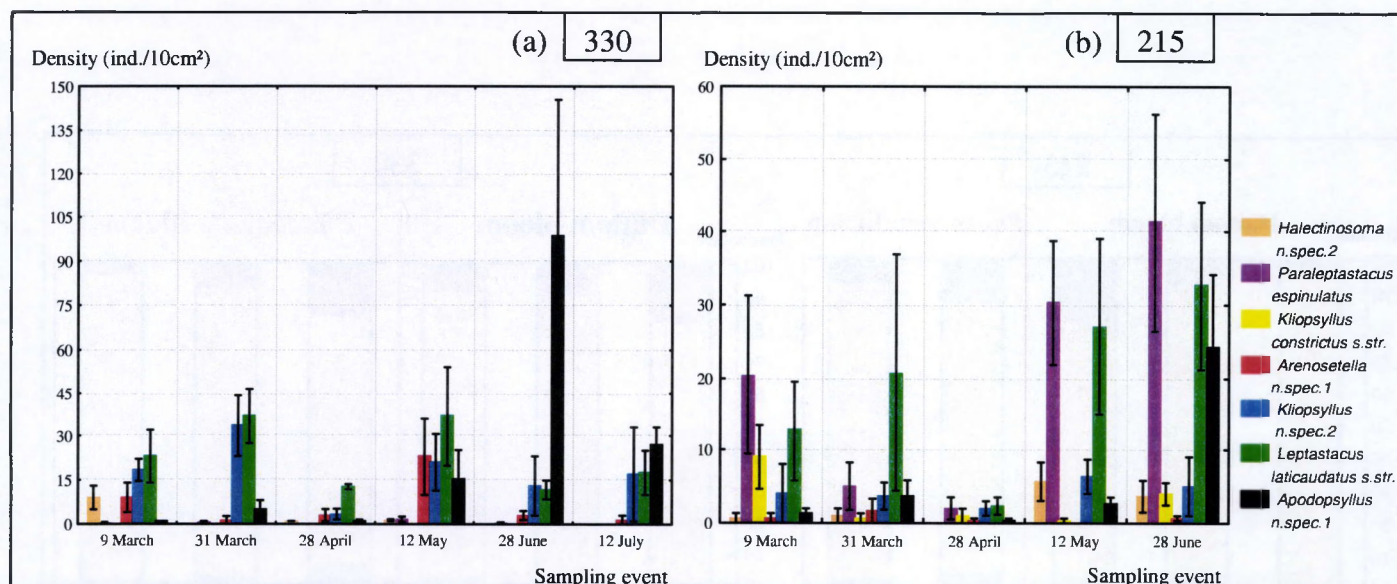 (a) 330
Density (ind./10cm²)
150
135
120
105
90
75
60
45
30
15
0
9 March 31 March 28 April 12 May 28 June 12 July
Sampling event
(b) 215
Density (ind./10cm²)
60
50
40
30
20
10
0
9 March 31 March 28 April 12 May 28 June
Sampling event
Halectinosoma
n.spec.2
Paraleptastacus
espinulatus
Kliopsyllus
constrictus s.str.
Arenosetella
n.spec.1
Kliopsyllus
n.spec.2
Leptastacus
laticaudatus s.str.
Apodopsyllus
n.spec.1